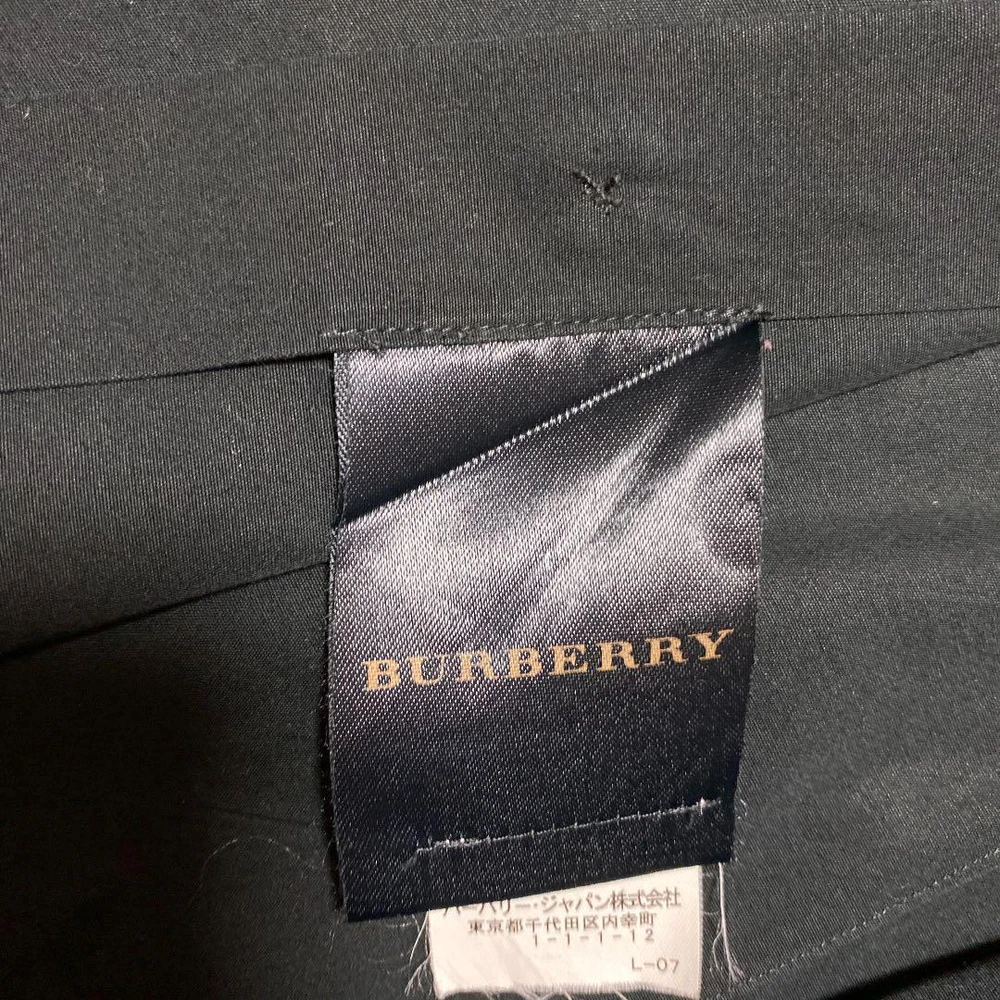 BURBERRY
バーバリー・ジャパン株式会社
東京都千代田区内幸町
1-1-1-12
L-07